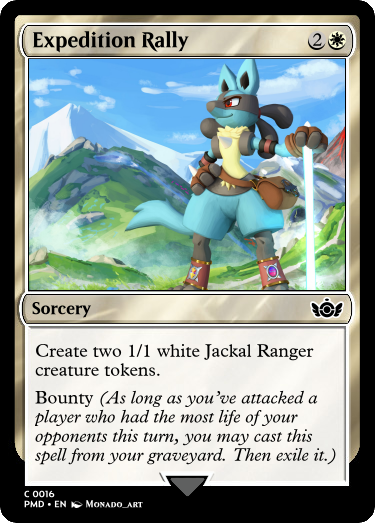 Expedition Rally 2
Sorcery
Create two 1/1 white Jackal Ranger
creature tokens.
Bounty (As long as you've attacked a
player who had the most life of your
opponents this turn, you may cast this
spell from your graveyard. Then exile it.)
C 0016
PMD • EN Monado_art